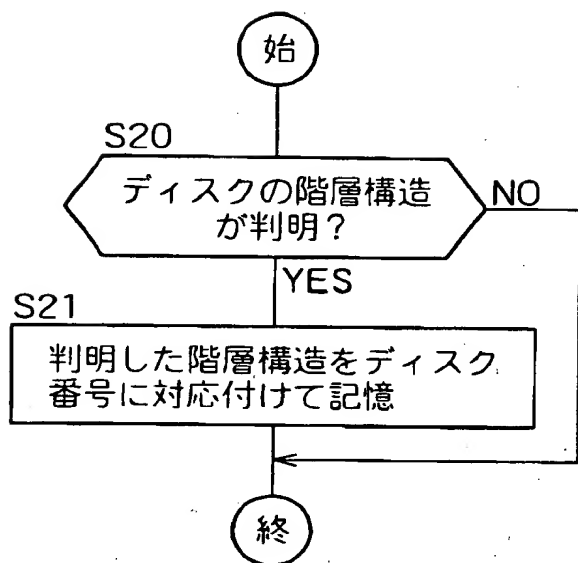 始
S20
ディスクの階層構造
が判明？
NO
YES
S21
判明した階層構造をディスク
番号に対応付けて記憶
終